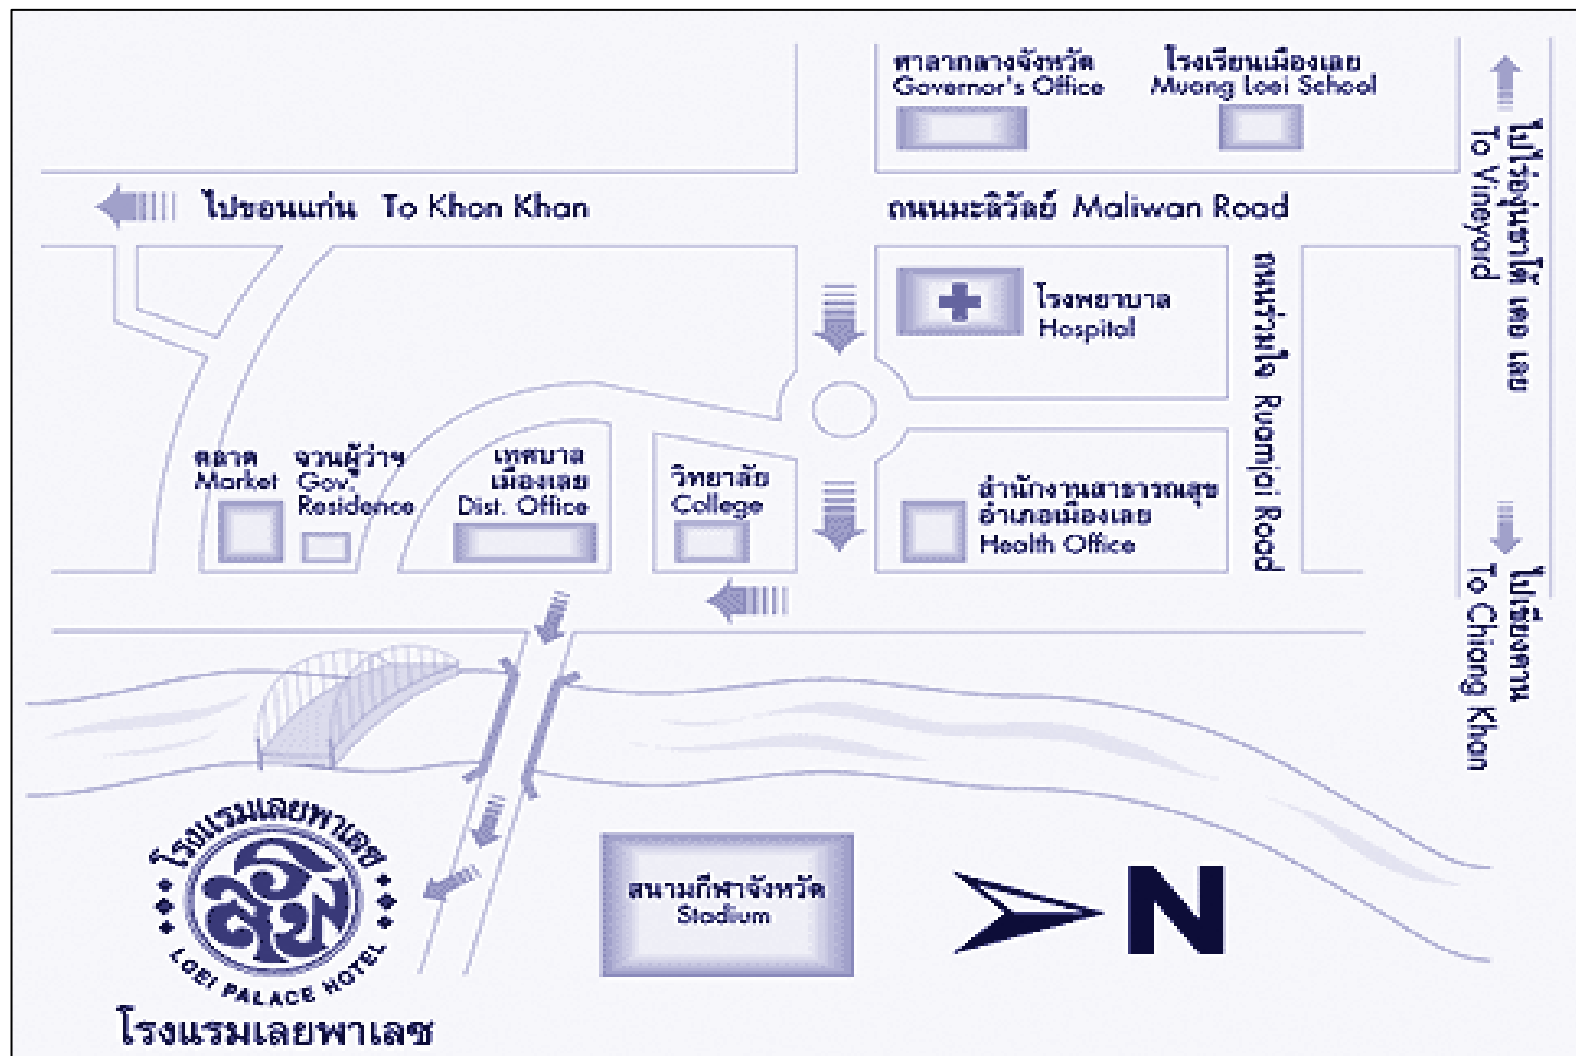 ศาลากลางจังหวัด
Governor's Office
โรงเรียนเมืองเลย
Muong Loei School
ไปไร่องุ่นชาโต้ เดอ เลย
To Vineyard
ไปขอนแก่น To Khon Khan
ถนนมะลิวัลย์ Maliwan Road
โรงพยาบาล
Hospital
ถนนร่วมใจ Ruamjai Road
ตลาด
Market
จวนผู้ว่าฯ
Gov.
Residence
เทศบาล
เมืองเลย
Dist. Office
วิทยาลัย
College
สำนักงานสาธารณสุข
อำเภอเมืองเลย
Health Office
ไปเชียงคาน
To Chiang Khan
โรงแรมเลยพาเลซ
LOEI PALACE HOTEL
โรงแรมเลยพาเลซ
สนามกีฬาจังหวัด
Stadium
N